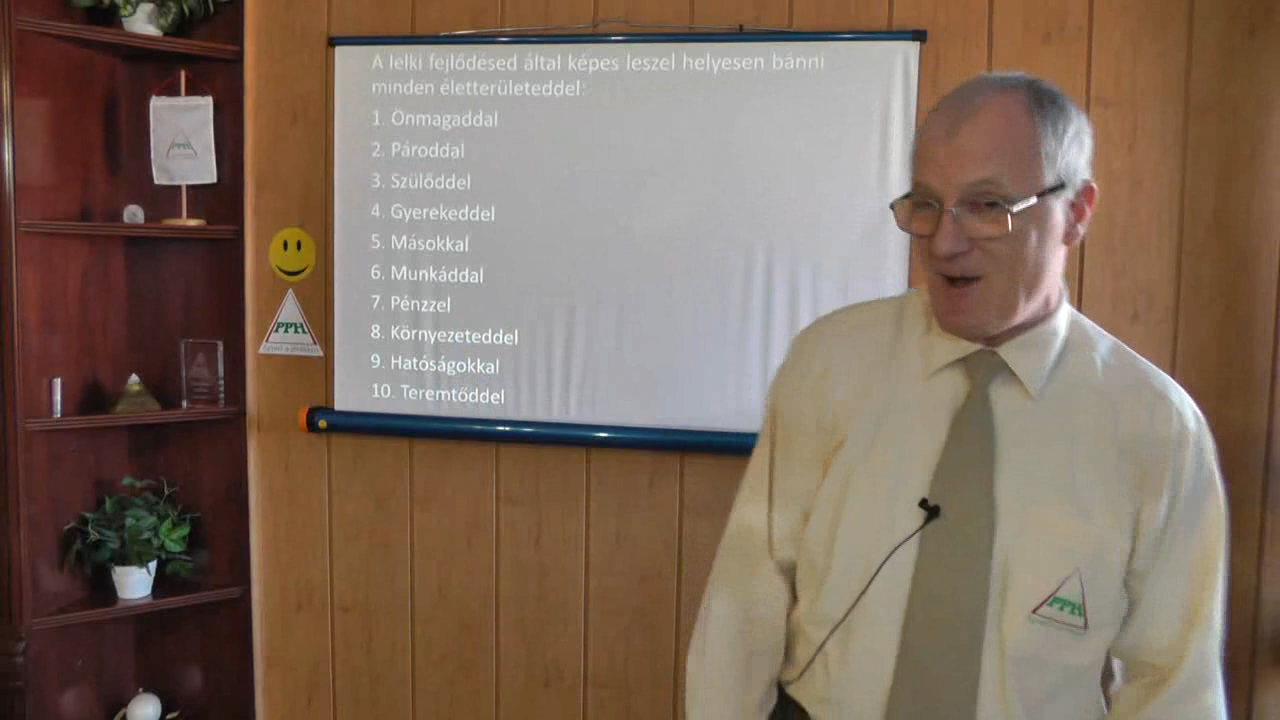 A lelki fejlődésed által képes leszel helyesen bánni
minden életterületeddel:
1. Önmagaddal
2. Pároddal
3. Szülőddel
4. Gyerekeddel
5. Másokkal
6. Munkáddal
7. Pénzzel
8. Környezeteddel
9. Hatóságokkal
10. Teremtőddel
PPH
PPH
PPH